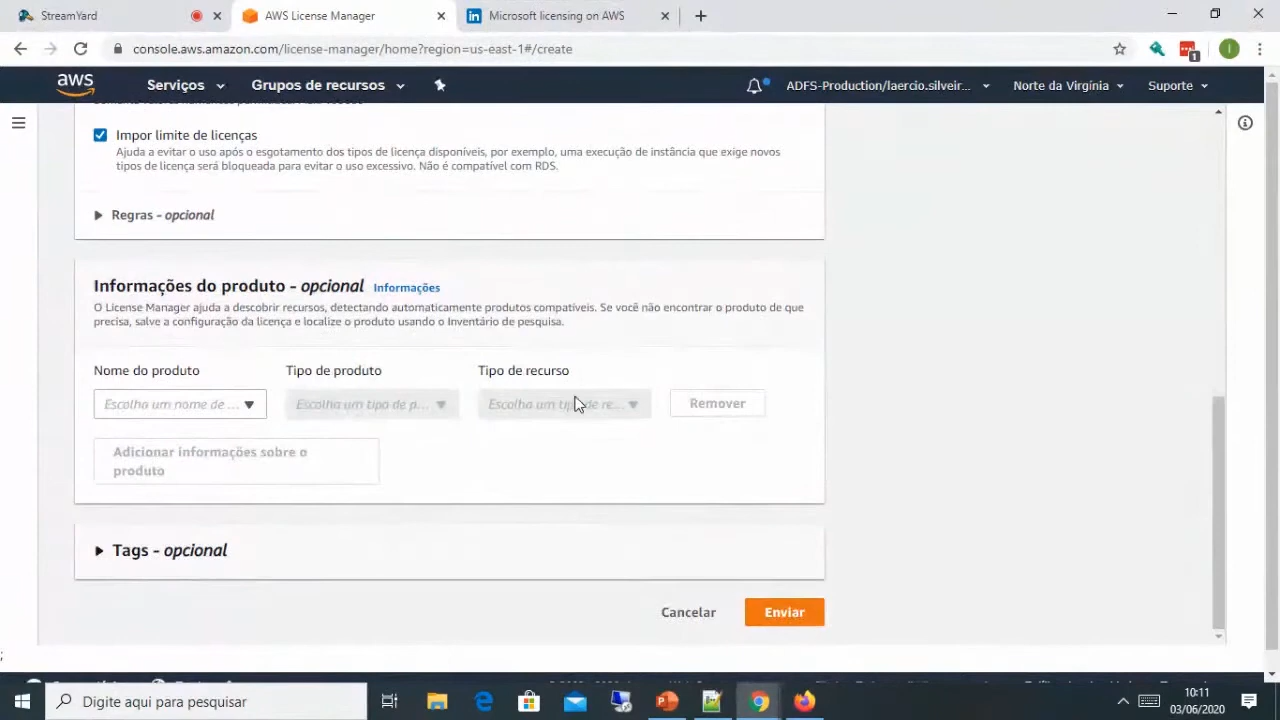 StreamYard
AWS License Manager
Microsoft licensing on AWS
console.aws.amazon.com/license-manager/home?region=us-east-1#/create
1
I
aws
Serviços
Grupos de recursos
ADFS-Production/laercio.silveir...
Norte da Virgínia
Suporte
Impor limite de licenças
Ajuda a evitar o uso após o esgotamento dos tipos de licença disponíveis, por exemplo, uma execução de instância que exige novos
tipos de licença será bloqueada para evitar o uso excessivo. Não é compatível com RDS.
Regras - opcional
Informações do produto - opcional Informações
O License Manager ajuda a descobrir recursos, detectando automaticamente produtos compatíveis. Se você não encontrar o produto de que
precisa, salve a configuração da licença e localize o produto usando o Inventário de pesquisa.
Nome do produto
Tipo de produto
Tipo de recurso
Escolha um nome de ...
Escolha um tipo de p...
Escolha um tipo de re...
Remover
Adicionar informações sobre o
produto
Tags - opcional
Cancelar
Enviar
;
Digite aqui para pesquisar
10:11
03/06/2020